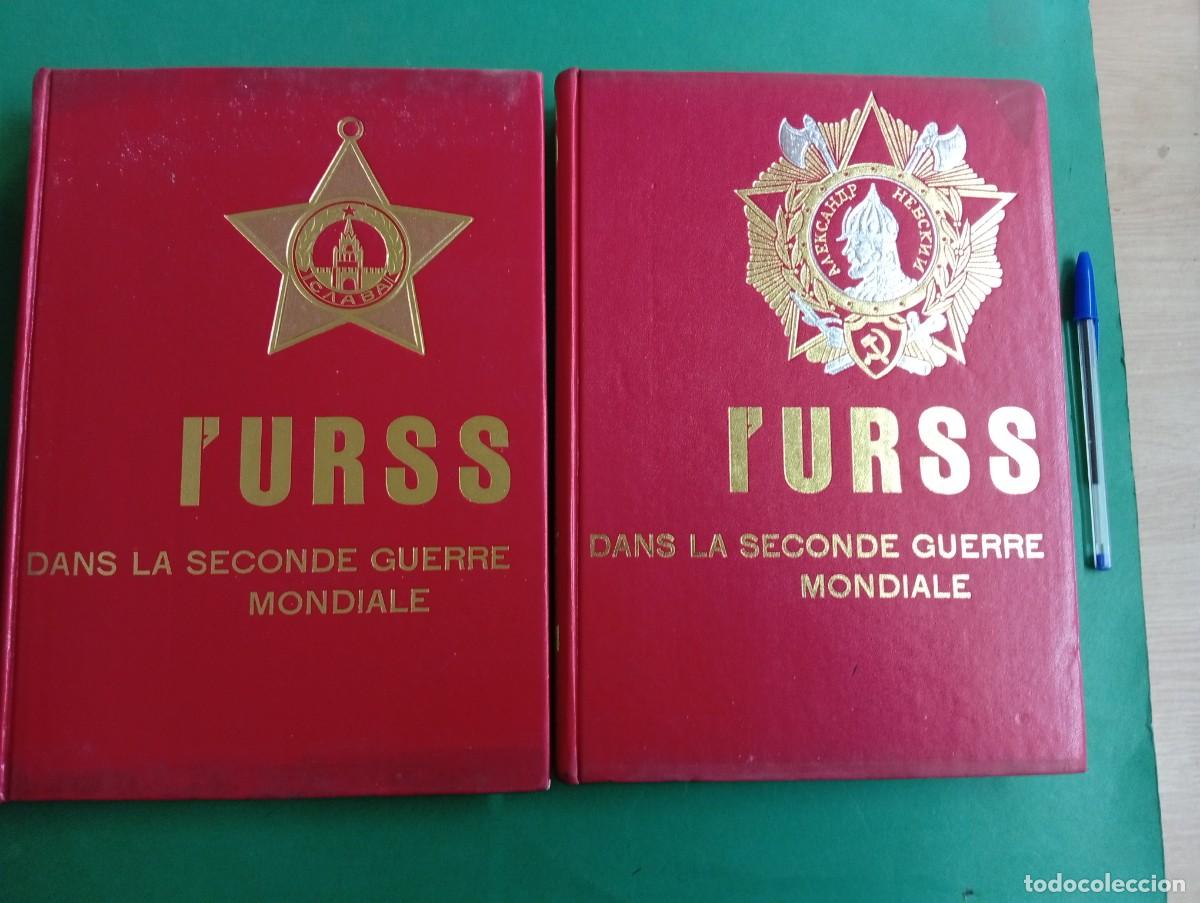 СЛАВА
l'URSS
DANS LA SECONDE GUERRE
MONDIALE
АЛЕКСАНДР НЕВСКИЙ
l'URSS
DANS LA SECONDE GUERRE
MONDIALE
todocoleccion